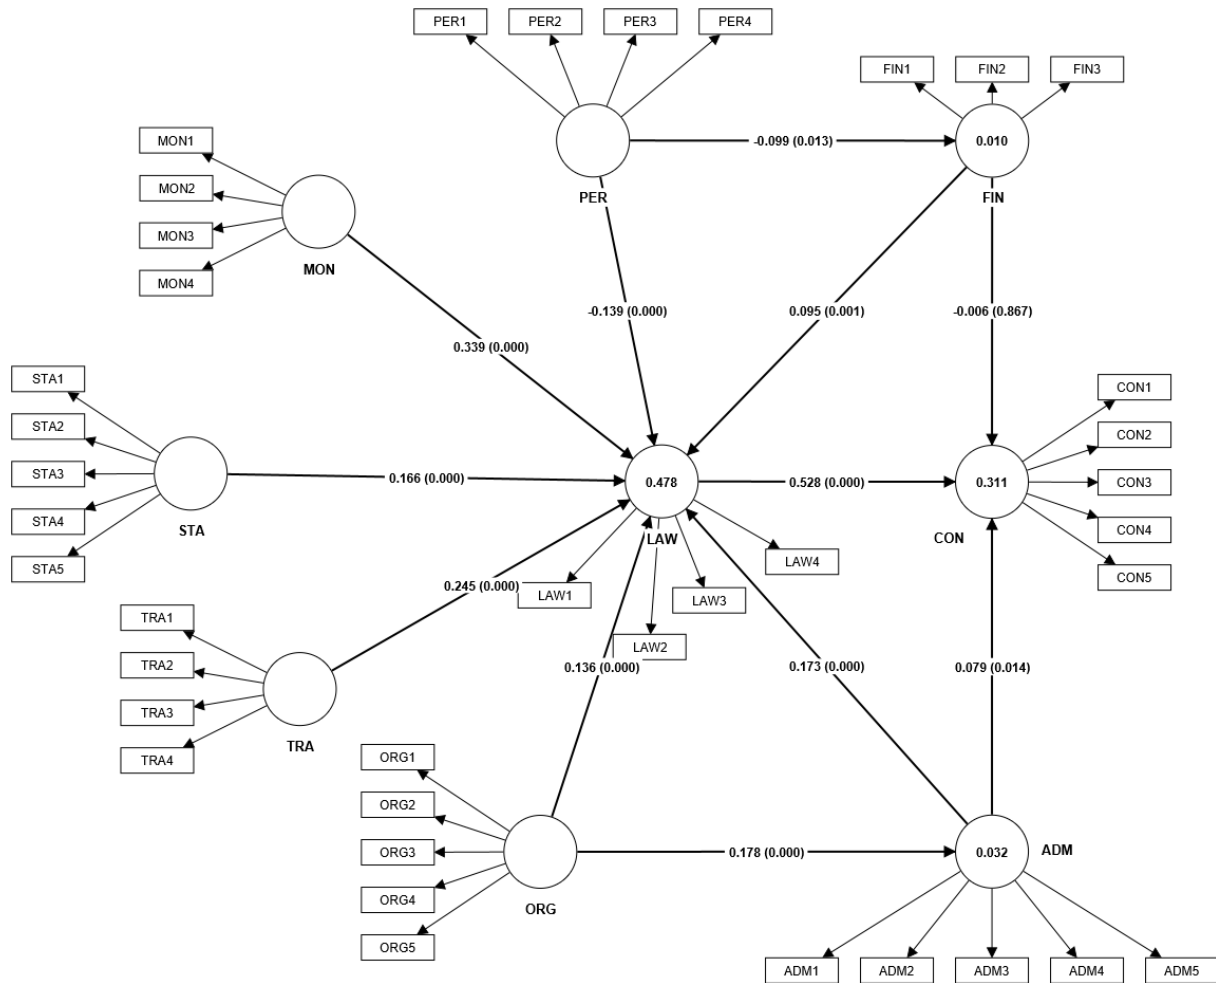 PER1
PER2
PER3
PER4
FIN1
FIN2
FIN3
MON1
MON2
MON3
MON4
MON
PER
-0.099 (0.013)
0.010
FIN
-0.139 (0.000)
0.095 (0.001)
-0.006 (0.867)
0.339 (0.000)
STA1
STA2
STA3
STA4
STA5
STA
0.166 (0.000)
0.478
LAW
0.528 (0.000)
0.311
CON
CON1
CON2
CON3
CON4
CON5
LAW1
LAW2
LAW3
LAW4
TRA1
TRA2
TRA3
TRA4
TRA
0.245 (0.000)
0.136 (0.000)
0.173 (0.000)
0.079 (0.014)
ORG1
ORG2
ORG3
ORG4
ORG5
ORG
0.178 (0.000)
0.032
ADM
ADM1
ADM2
ADM3
ADM4
ADM5